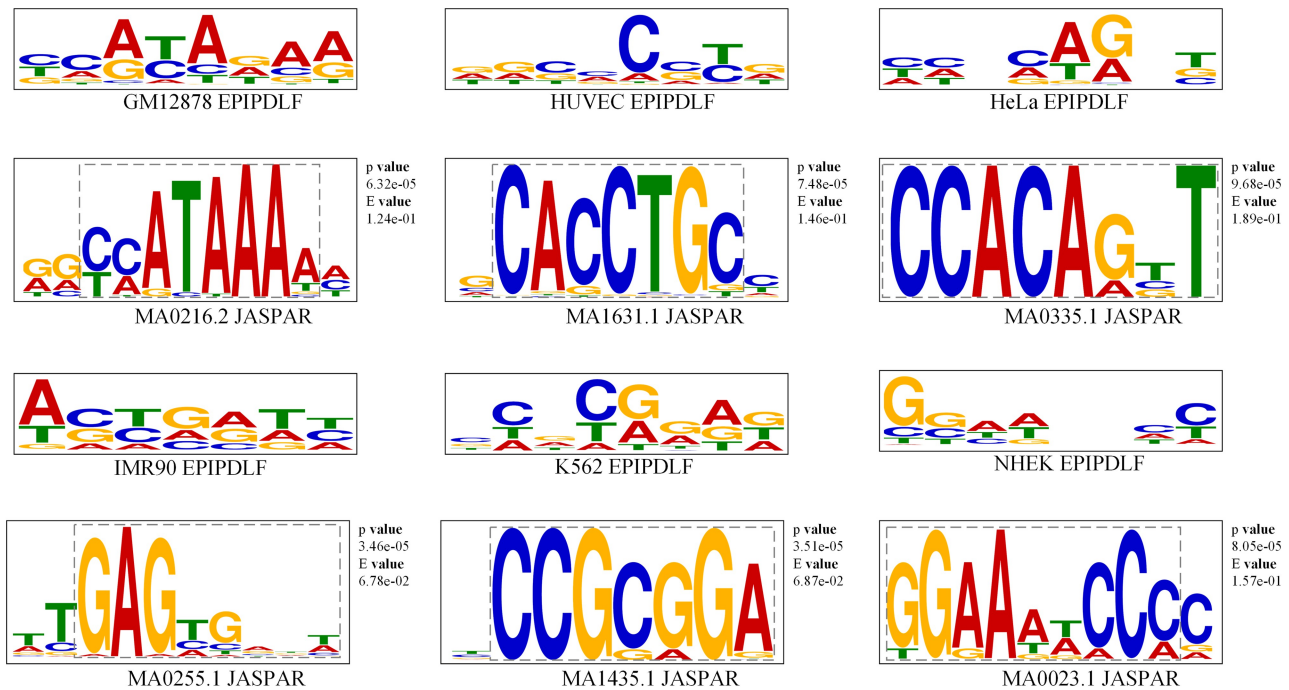 GM12878 EPIPDLF
HUVEC EPIPDLF
HeLa EPIPDLF
p value
6.32e-05
E value
1.24e-01
MA0216.2 JASPAR
p value
7.48e-05
E value
1.46e-01
MA1631.1 JASPAR
p value
9.68e-05
E value
1.89e-01
MA0335.1 JASPAR
IMR90 EPIPDLF
K562 EPIPDLF
NHEK EPIPDLF
p value
3.46e-05
E value
6.78e-02
MA0255.1 JASPAR
p value
3.51e-05
E value
6.87e-02
MA1435.1 JASPAR
p value
8.05e-05
E value
1.57e-01
MA0023.1 JASPAR